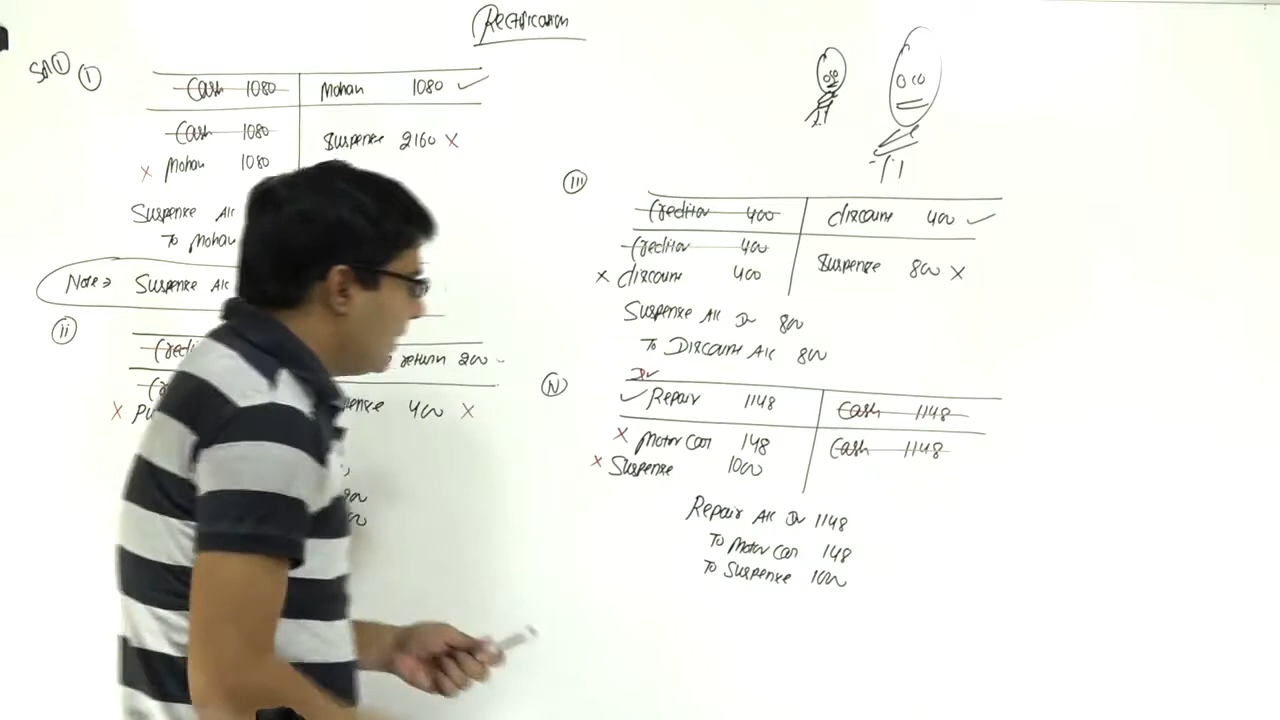 Rectification
(I)
Cash 1080 Mohan 1080 ✓
Cash 1080 Suspense 2160 X
X Mohan 1080
Suspense A/c
To Mohan
Note → Suspense A/c
(ii)
return 200
400 X
(III)
Creditor 400 discount 400 ✓
Creditor 400 Suspense 800 X
X discount 400
Suspense A/c Dr 800
To Discount A/c 800
(IV)
Dr
✓ Repair 1148 Cash 1148
X Motor car 148 Cash 1148
X Suspense 1000
Repair A/c Dr 1148
To Motor car 148
To Suspense 1000